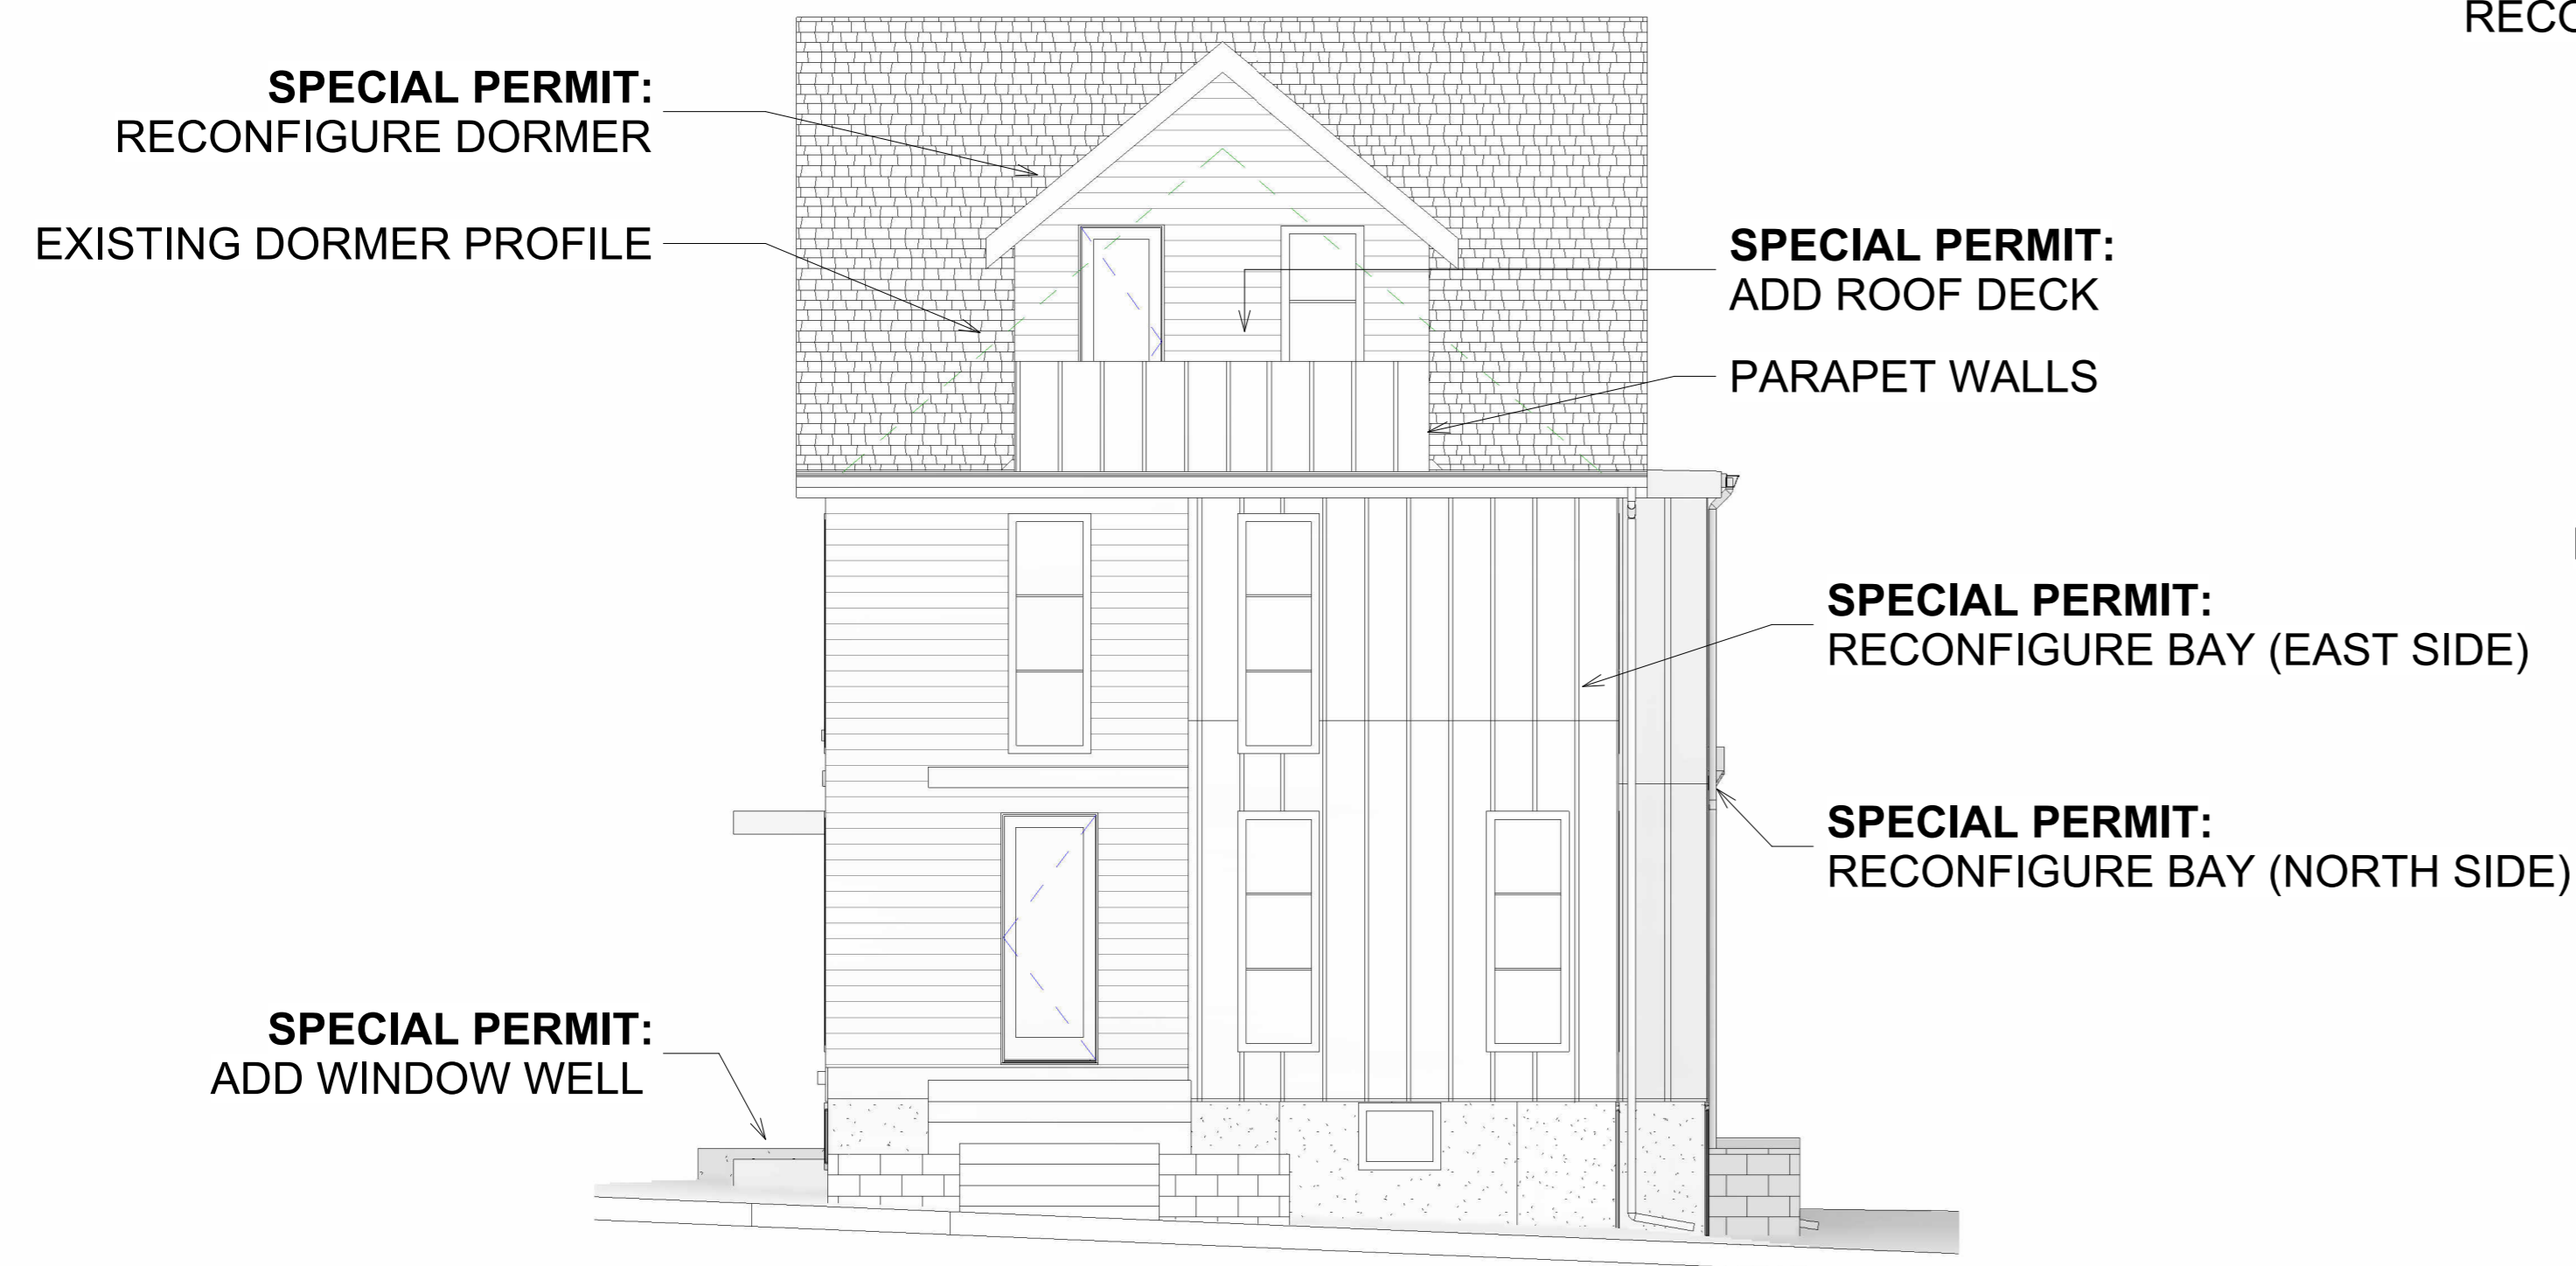 SPECIAL PERMIT:
RECONFIGURE DORMER
EXISTING DORMER PROFILE
SPECIAL PERMIT:
ADD ROOF DECK
PARAPET WALLS
SPECIAL PERMIT:
RECONFIGURE BAY (EAST SIDE)
SPECIAL PERMIT:
RECONFIGURE BAY (NORTH SIDE)
SPECIAL PERMIT:
ADD WINDOW WELL